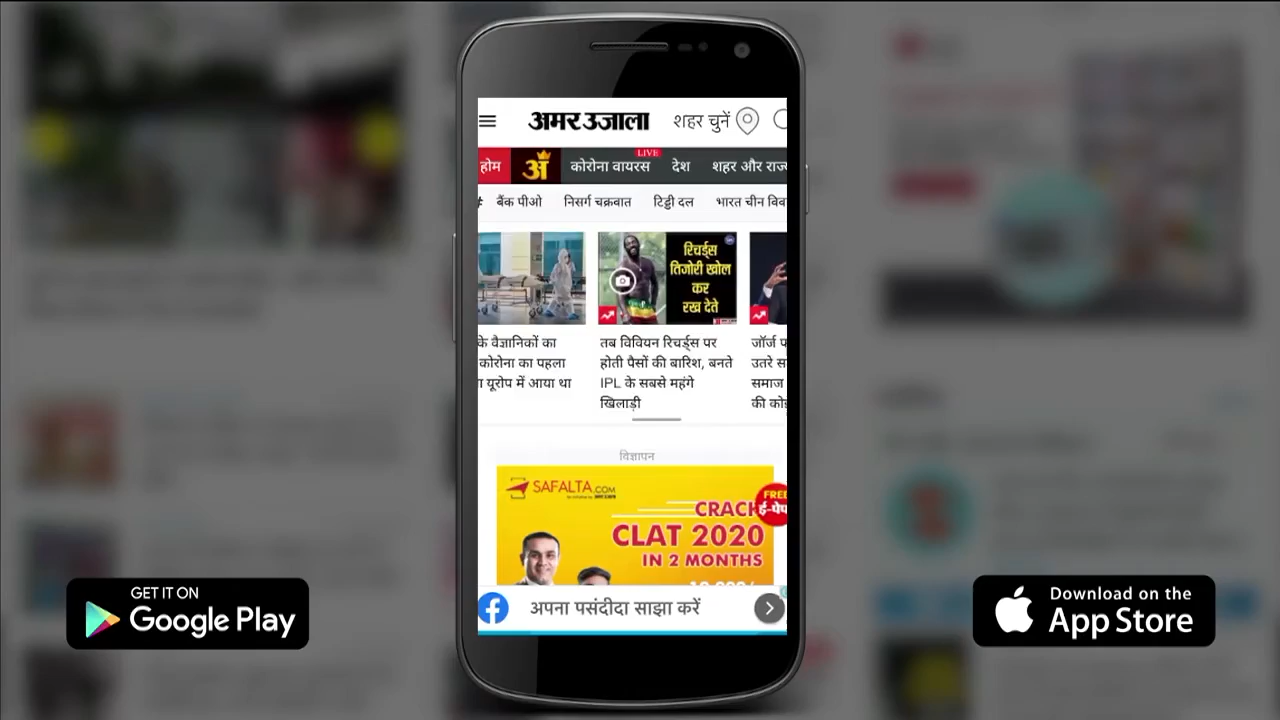 अमर उजाला
शहर चुनें
होम
अ
कोरोना वायरस
LIVE
देश
शहर और राज्
# बैंक पीओ
निसर्ग चक्रवात
टिड्डी दल
भारत चीन विवा
रिचर्ड्स
तिजोरी खोल
कर
रख देते
के वैज्ञानिकों का
कोरोना का पहला
यूरोप में आया था
तब विवियन रिचर्ड्स पर
होती पैसों की बारिश, बनते
IPL के सबसे महंगे
खिलाड़ी
जॉर्ज
उतरे
समाज
की
विज्ञापन
SAFALTA.COM
CRACK
CLAT 2020
IN 2 MONTHS
FREE
ई-पेप
अपना पसंदीदा साझा करें
GET IT ON
Google Play
Download on the
App Store